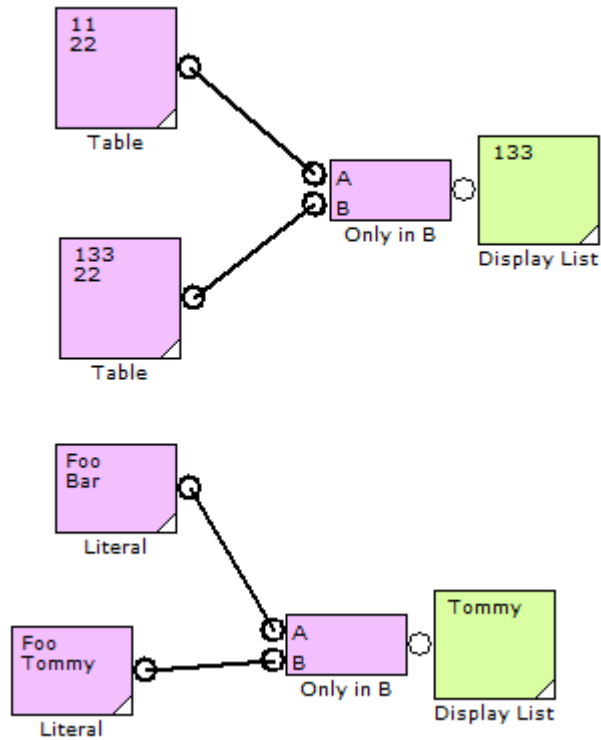 11
22
Table
A
B
Only in B
133
Display List
133
22
Table
Foo
Bar
Literal
A
B
Only in B
Tommy
Display List
Foo
Tommy
Literal